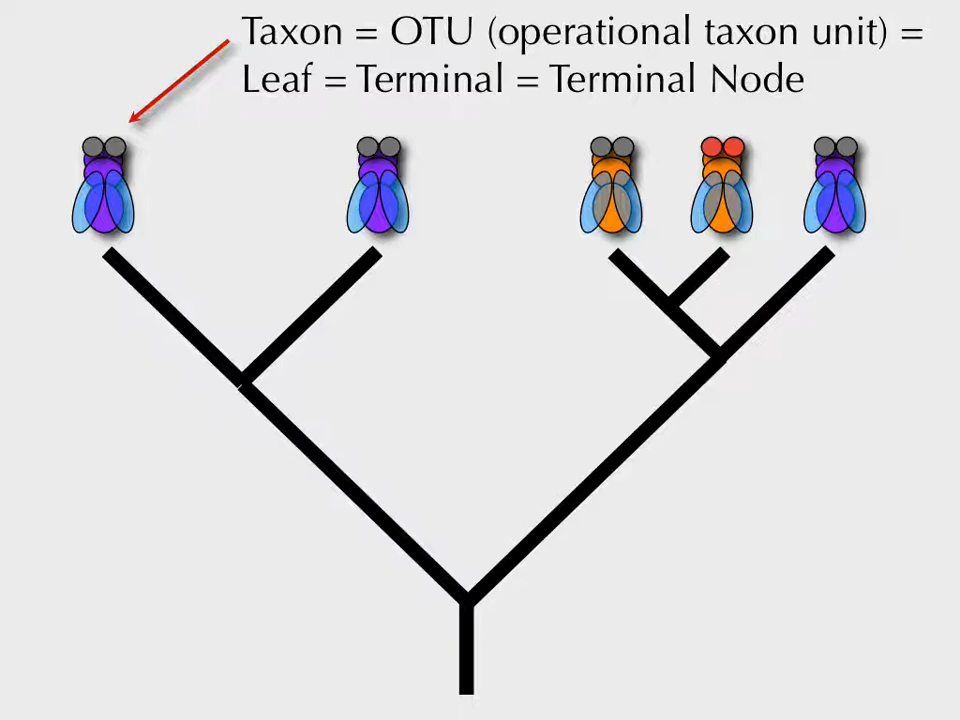 Taxon = OTU (operational taxon unit) =
Leaf = Terminal = Terminal Node